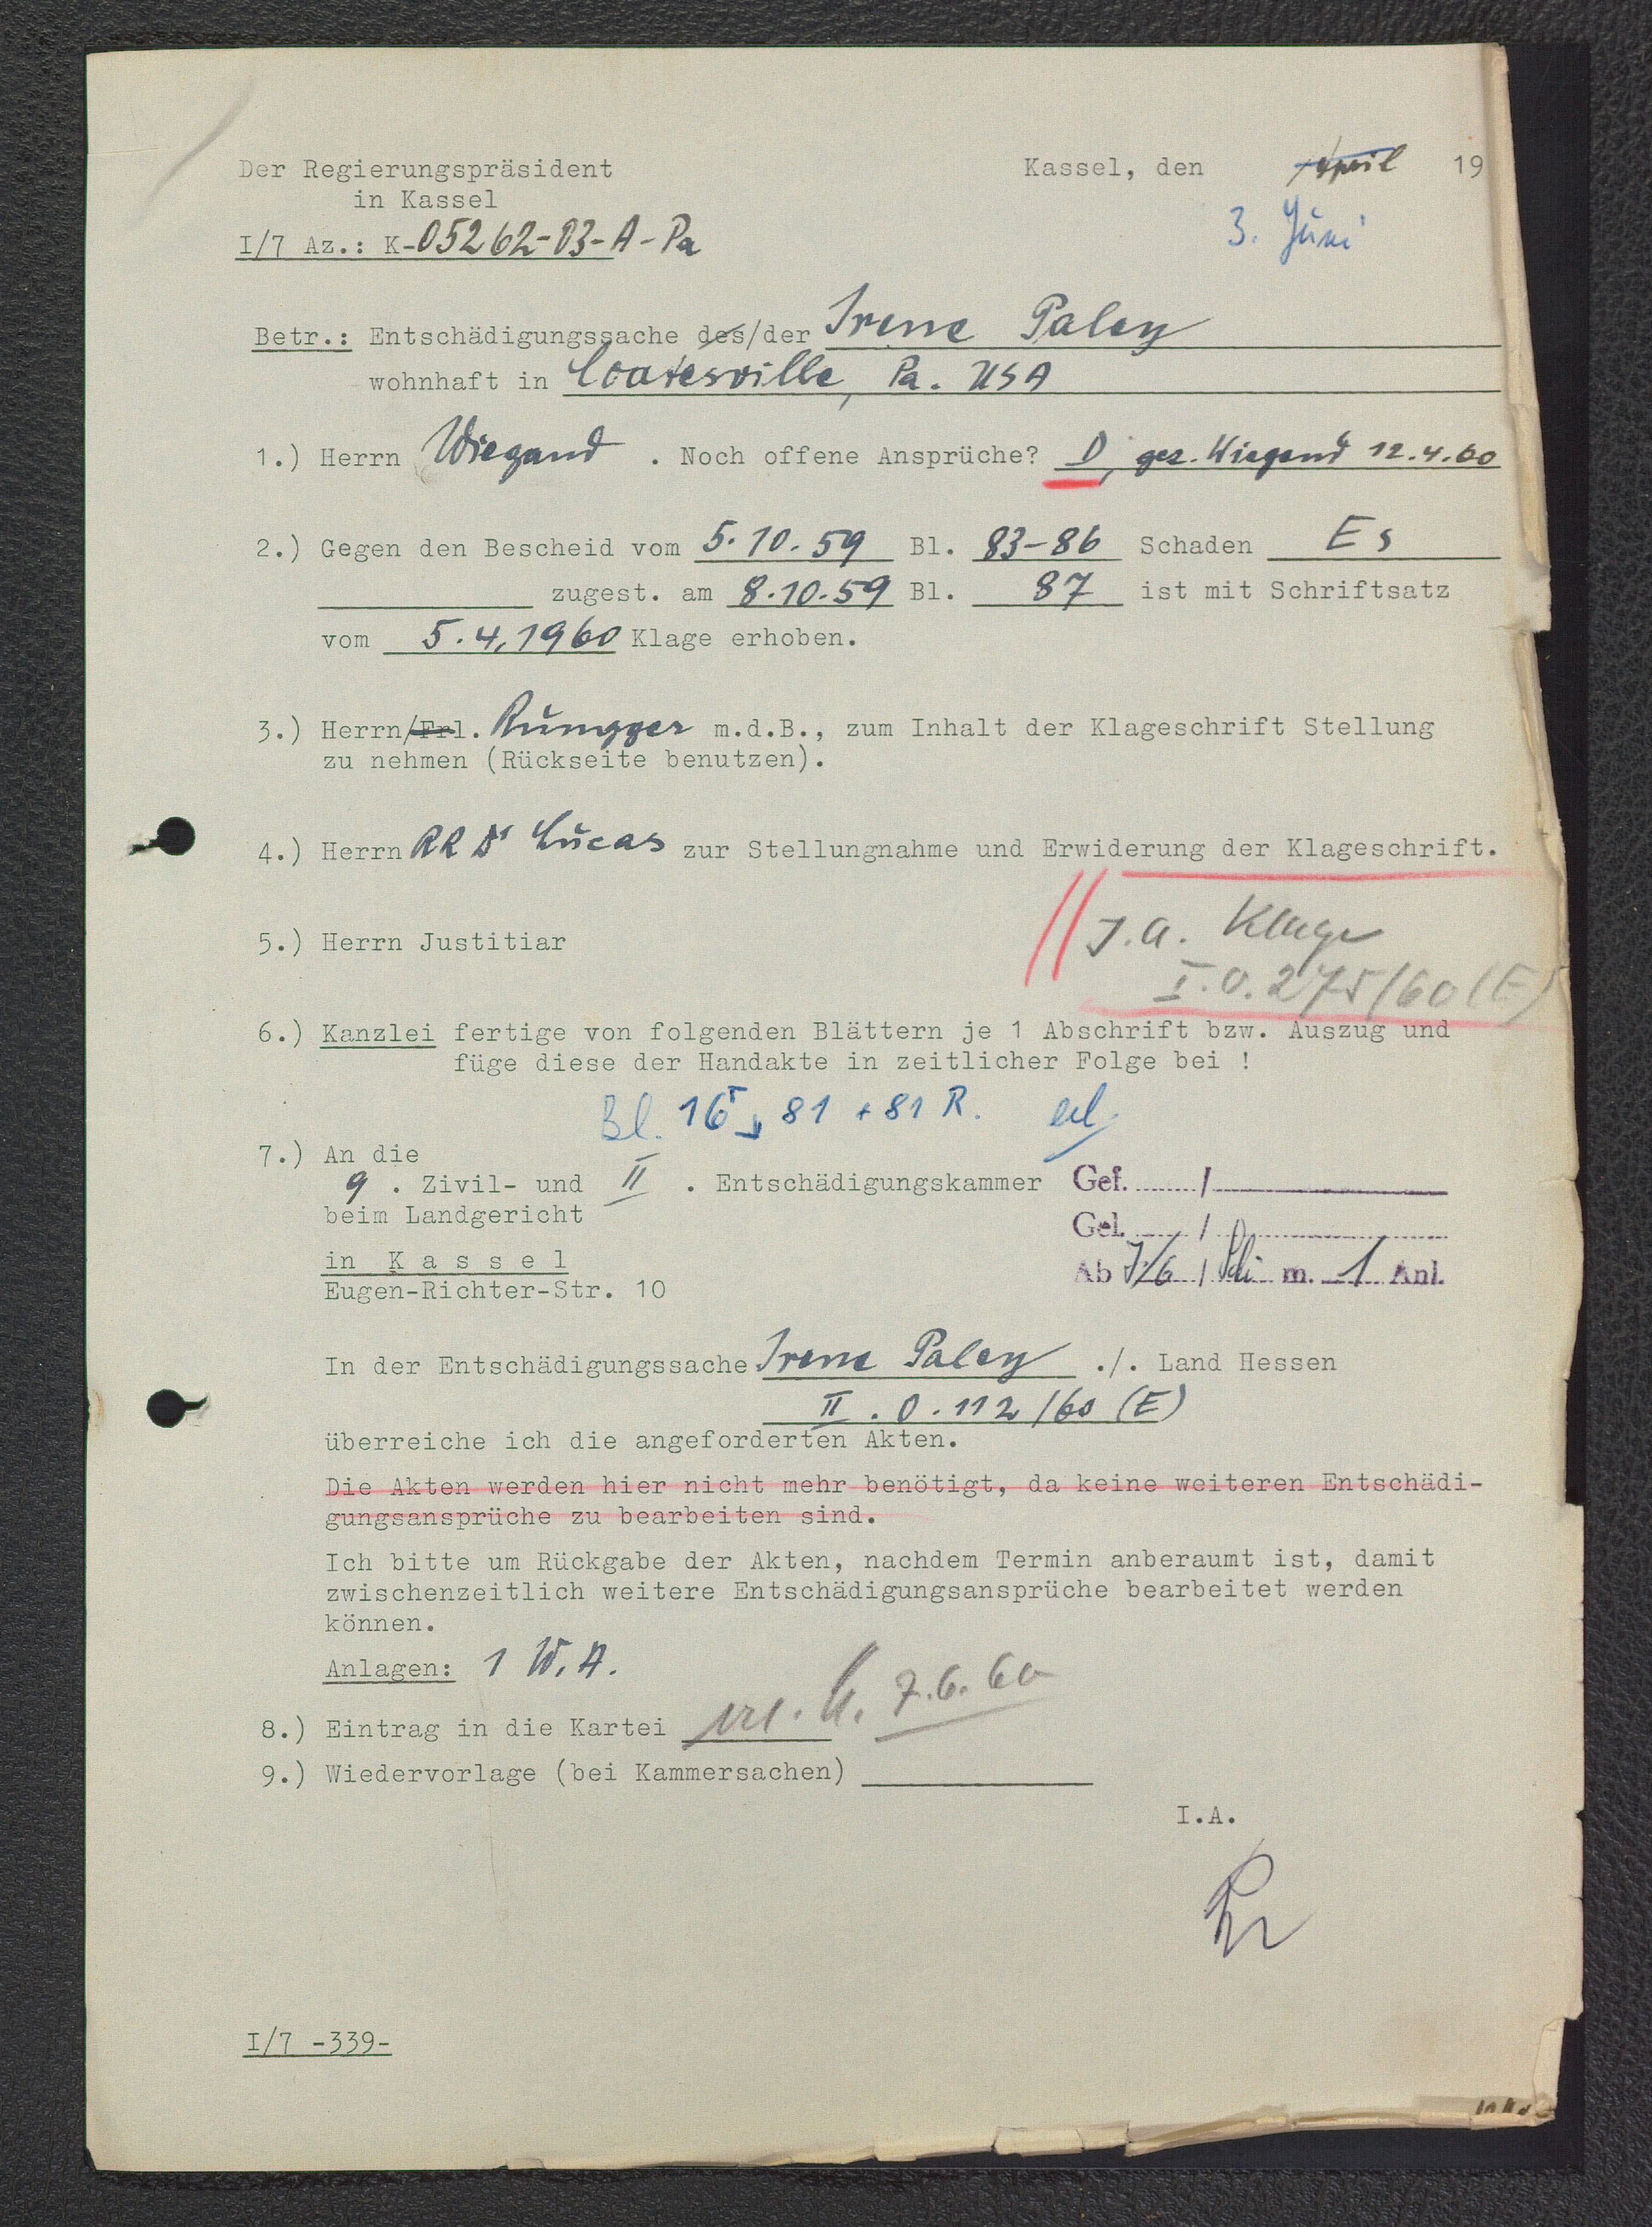 Der Regierungspräsident
in Kassel
I/7 Az.: K-05262-03-A-Pa
Kassel, den April 19
3. Juni
Betr.: Entschädigungssache des/der Irene Paley
wohnhaft in Coatesville, Pa. USA
1.) Herrn Wiegand . Noch offene Ansprüche? D, gez. Wiegand 12.4.60
2.) Gegen den Bescheid vom 5.10.59 Bl. 83-86 Schaden Es
zugest. am 8.10.59 Bl. 87 ist mit Schriftsatz
vom 5.4.1960 Klage erhoben.
3.) Herrn/Frl. m.d.B., zum Inhalt der Klageschrift Stellung
zu nehmen (Rückseite benutzen).
4.) Herrn RR Dr Lucas zur Stellungnahme und Erwiderung der Klageschrift.
J.a. Klage
I.O.275/60(E)
5.) Herrn Justitiar
6.) Kanzlei fertige von folgenden Blättern je 1 Abschrift bzw. Auszug und
füge diese der Handakte in zeitlicher Folge bei !
Bl. 16, 81 + 81 R. erl.
7.) An die
9 . Zivil- und II . Entschädigungskammer
beim Landgericht
in Kassel
Eugen-Richter-Str. 10
Gef. /
Gel. /
Ab 7/6 / m. 1 Anl.
In der Entschädigungssache Irene Paley ./. Land Hessen
II . O . 112 /60 (E)
überreiche ich die angeforderten Akten.
Die Akten werden hier nicht mehr benötigt, da keine weiteren Entschädi-
gungsansprüche zu bearbeiten sind.
Ich bitte um Rückgabe der Akten, nachdem Termin anberaumt ist, damit
zwischenzeitlich weitere Entschädigungsansprüche bearbeitet werden
können.
Anlagen: 1 W.A.
8.) Eintrag in die Kartei erl. 7.6.60
9.) Wiedervorlage (bei Kammersachen)
I.A.
I/7 -339-